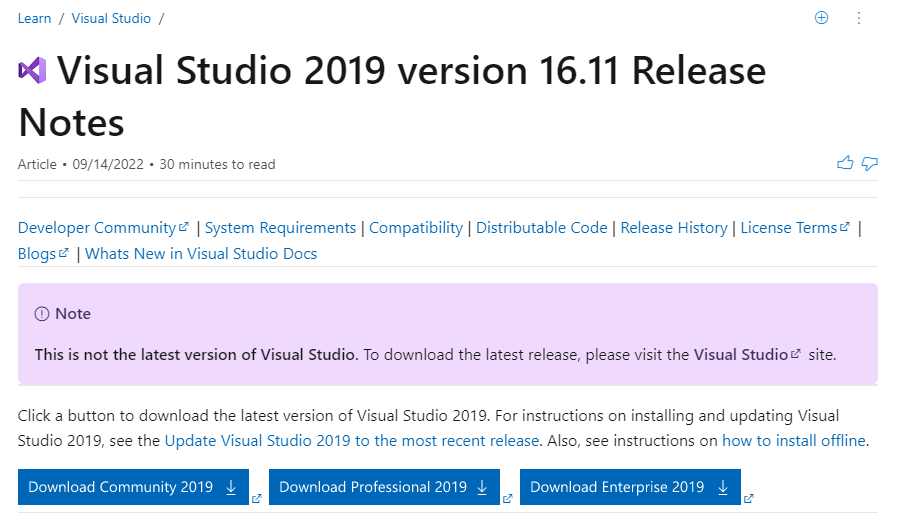 Learn / Visual Studio /
Visual Studio 2019 version 16.11 Release
Notes
Article • 09/14/2022 • 30 minutes to read
Developer Community | System Requirements | Compatibility | Distributable Code | Release History | License Terms |
Blogs | Whats New in Visual Studio Docs
Note
This is not the latest version of Visual Studio. To download the latest release, please visit the Visual Studio site.
Click a button to download the latest version of Visual Studio 2019. For instructions on installing and updating Visual
Studio 2019, see the Update Visual Studio 2019 to the most recent release. Also, see instructions on how to install offline.
Download Community 2019 Download Professional 2019 Download Enterprise 2019